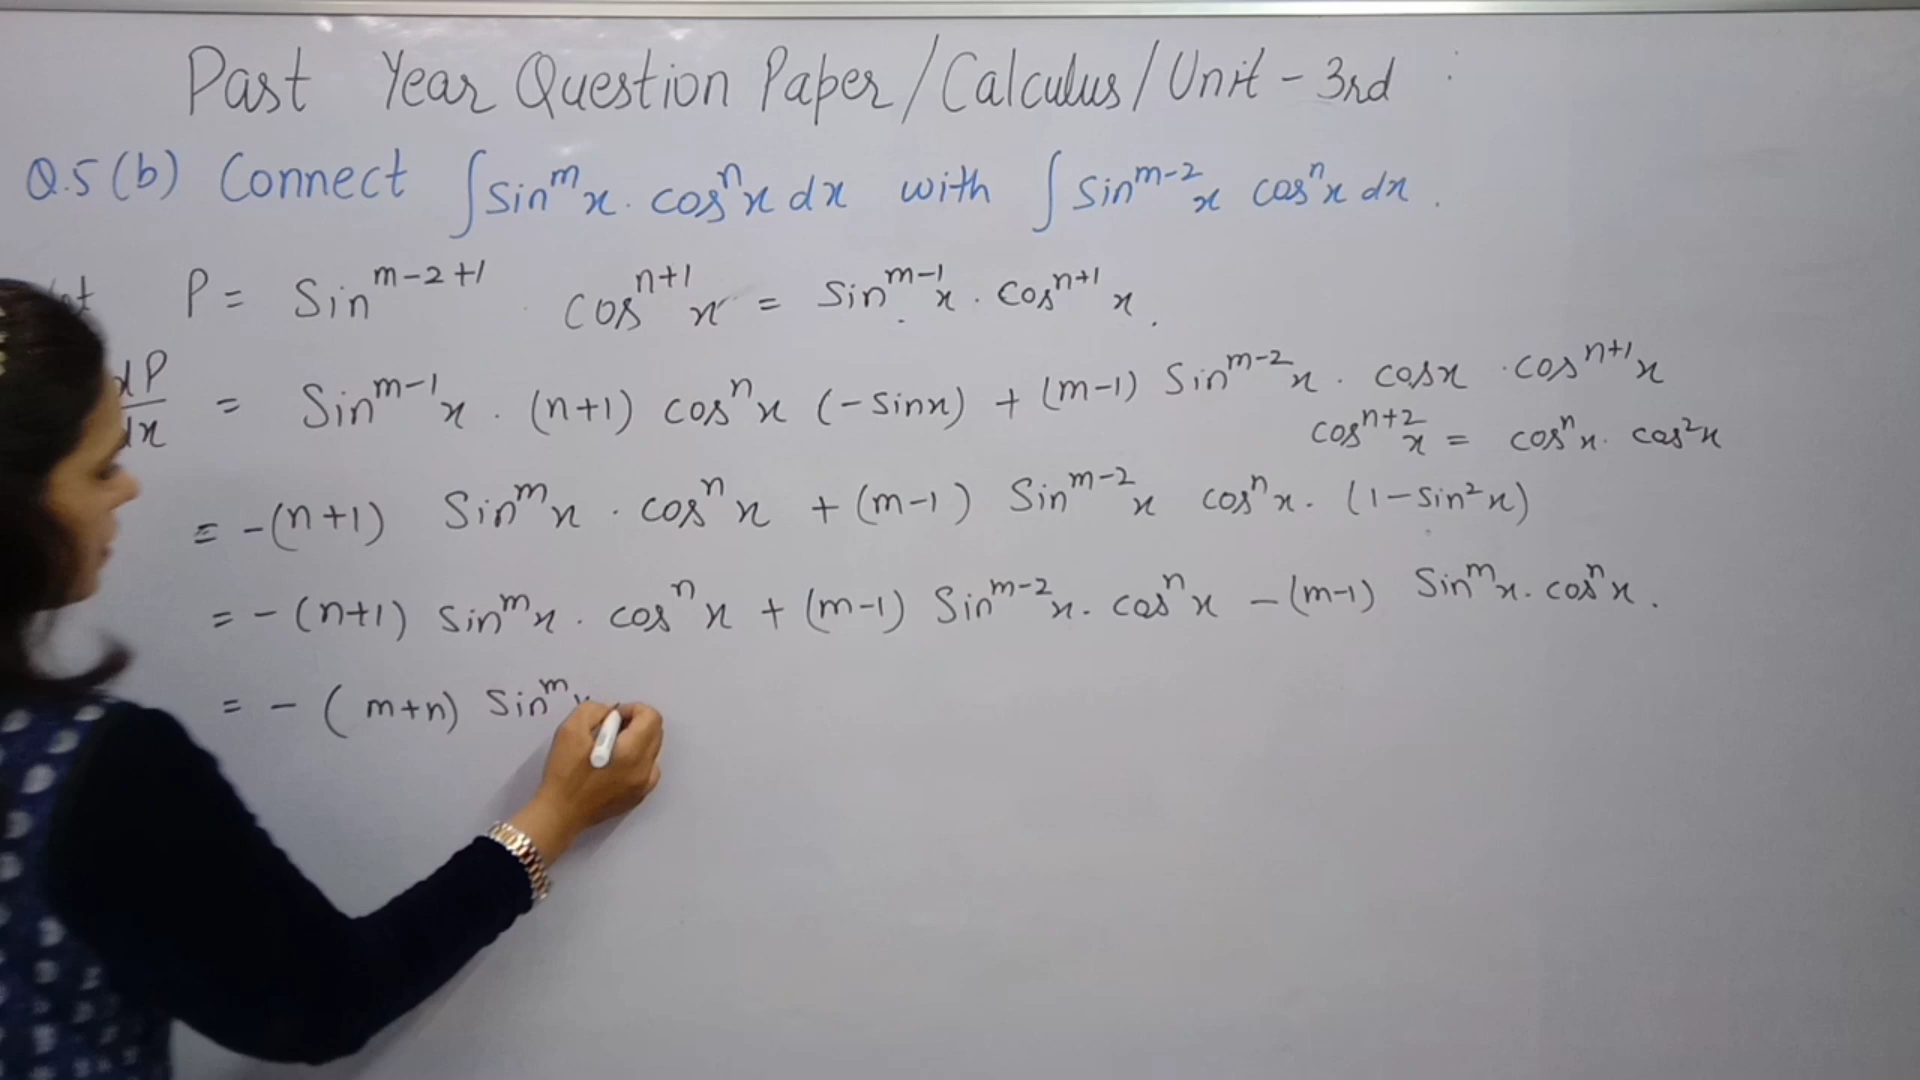 Past Year Question Paper/Calculus/Unit-3rd
Q.5(b) Connect ∫sin^m x. cos^n x dx with ∫sin^{m-2} x cos^n x dx.
P = Sin^{m-2+1} . cos^{n+1} x = sin^{m-1} x . cos^{n+1} x.
dP/dx = Sin^{m-1} x . (n+1) cos^n x (-sinx) + (m-1) Sin^{m-2} x . cosx . cos^{n+1} x
cos^{n+2} x = cos^n x . cos^2 x
= -(n+1) Sin^m x . cos^n x + (m-1) Sin^{m-2} x cos^n x . (1-sin^2 x)
= -(n+1) sin^m x . cos^n x + (m-1) Sin^{m-2} x . cos^n x - (m-1) Sin^m x . cos^n x.
= - (m+n) Sin^m